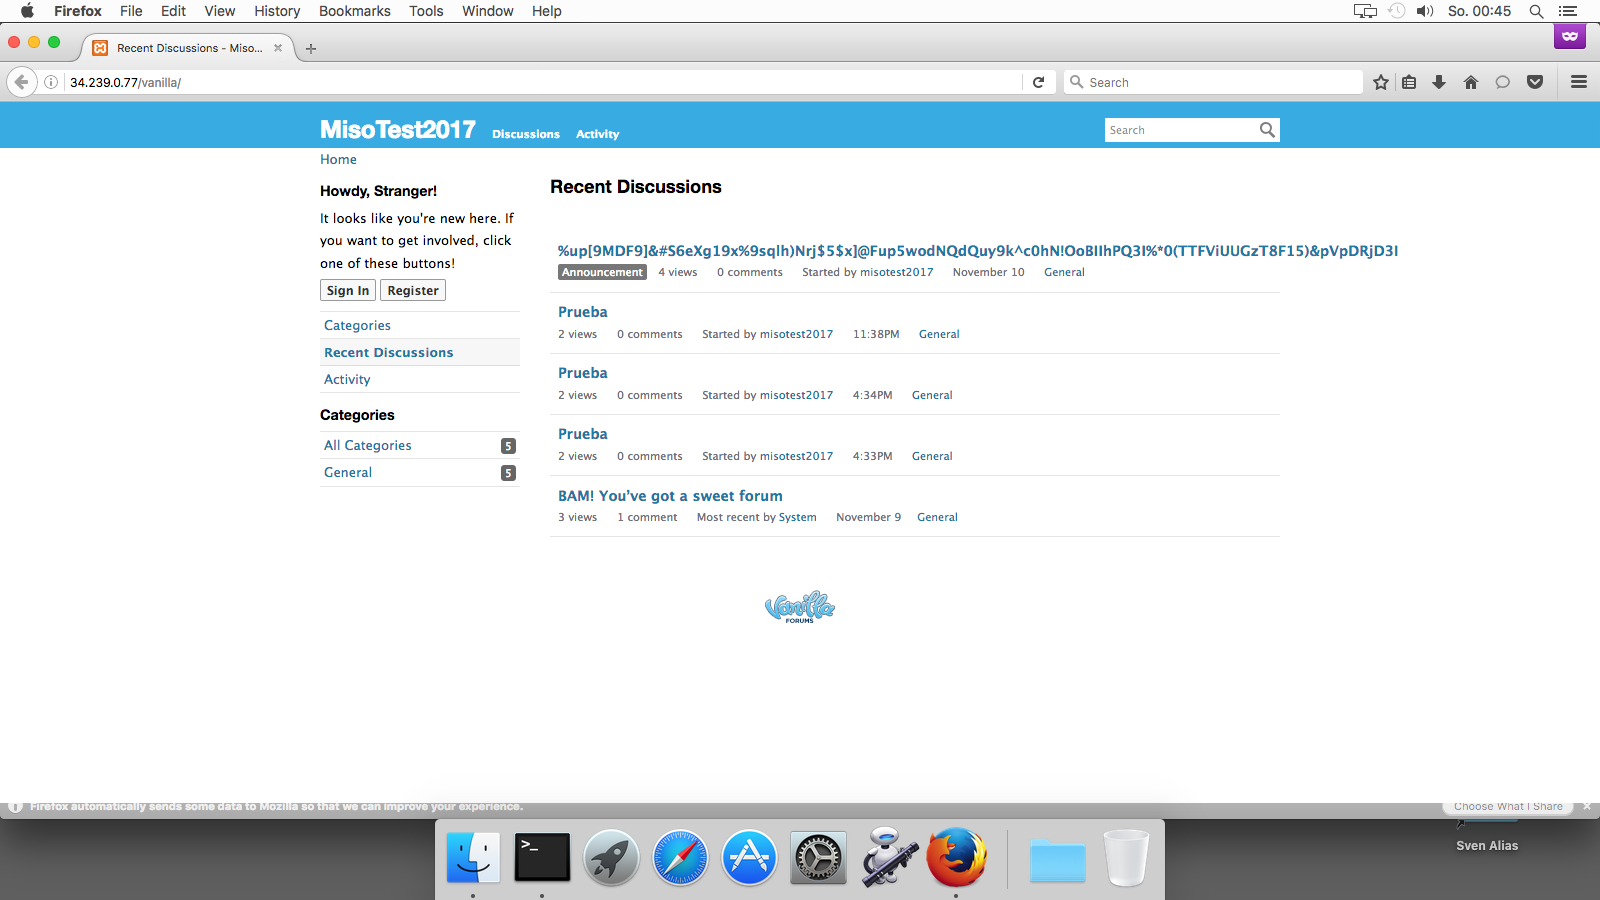 Firefox File Edit View History Bookmarks Tools Window Help So. 00:45
Recent Discussions - Miso...
34.239.0.77/vanilla/ Search
MisoTest2017 Discussions Activity Search
Home
Howdy, Stranger!
It looks like you're new here. If
you want to get involved, click
one of these buttons!
Sign In Register
Categories
Recent Discussions
Activity
Categories
All Categories 5
General 5
Recent Discussions
%up[9MDF9]&#S6eXg19x%9sqlh)Nrj$5$x]@Fup5wodNQdQuy9k^c0hN!OoBIIhPQ3I%*0(TTFViUUGzT8F15)&pVpDRjD3I
Announcement 4 views 0 comments Started by misotest2017 November 10 General
Prueba
2 views 0 comments Started by misotest2017 11:38PM General
Prueba
2 views 0 comments Started by misotest2017 4:34PM General
Prueba
2 views 0 comments Started by misotest2017 4:33PM General
BAM! You’ve got a sweet forum
3 views 1 comment Most recent by System November 9 General
Vanilla
FORUMS
Firefox automatically sends some data to Mozilla so that we can improve your experience. Choose What I Share
Sven Alias